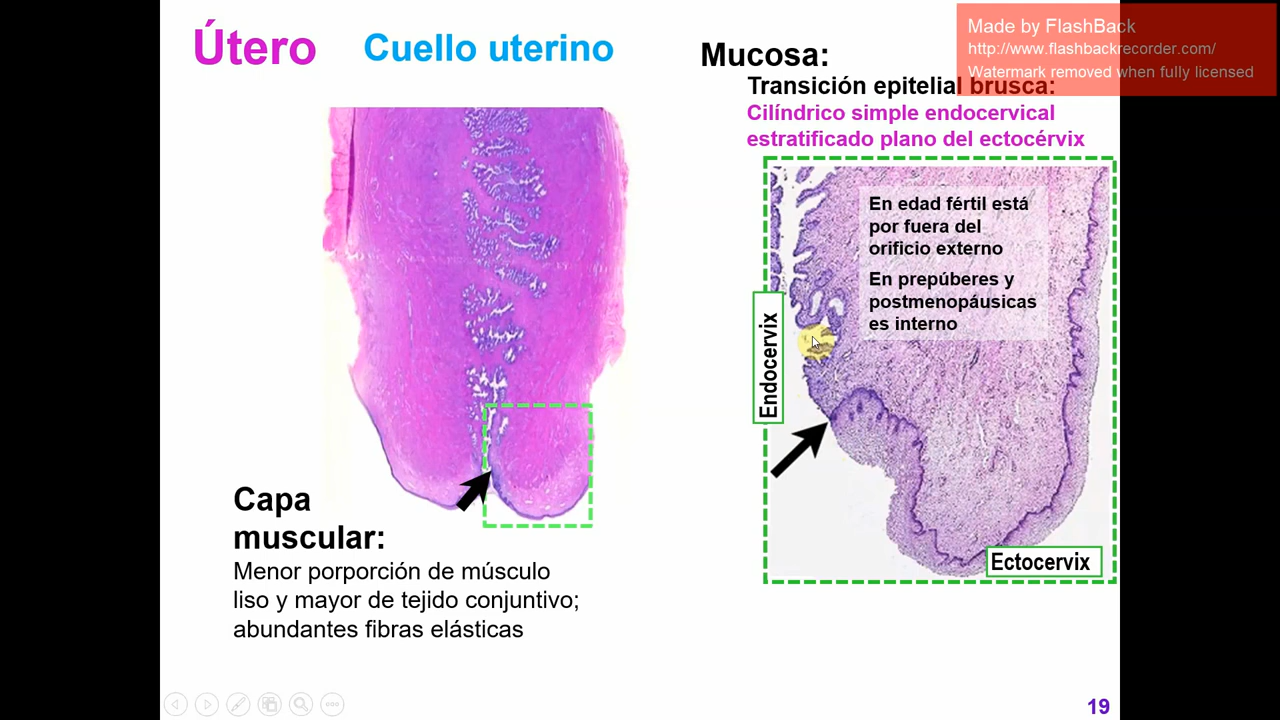 Útero
Cuello uterino
Mucosa:
Transición epitelial brusca:
Cilíndrico simple endocervical
estratificado plano del ectocérvix
Made by FlashBack
http://www.flashbackrecorder.com/
Watermark removed when fully licensed
En edad fértil está
por fuera del
orificio externo
En prepúberes y
postmenopáusicas
es interno
Endocervix
Ectocervix
Capa
muscular:
Menor porporción de músculo
liso y mayor de tejido conjuntivo;
abundantes fibras elásticas
19